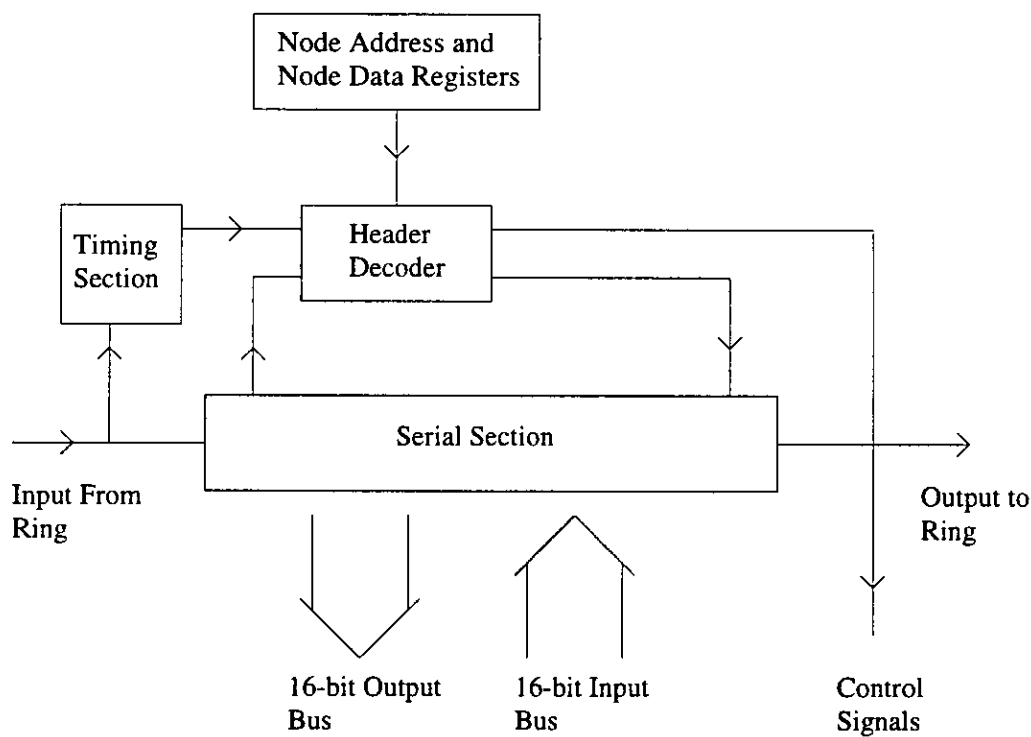 Node Address and
Node Data Registers
Timing
Section
Header
Decoder
Serial Section
Input From
Ring
Output to
Ring
16-bit Output
Bus
16-bit Input
Bus
Control
Signals